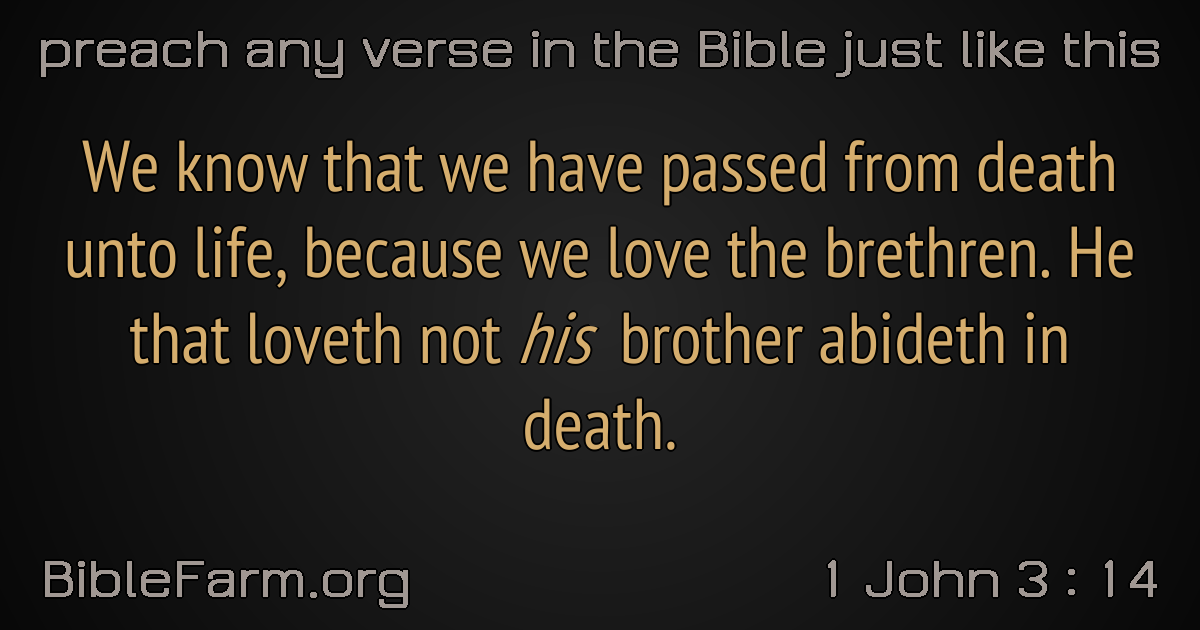 preach any verse in the Bible just like this
We know that we have passed from death
unto life, because we love the brethren. He
that loveth not his brother abideth in
death.
BibleFarm.org
1 John 3 : 14